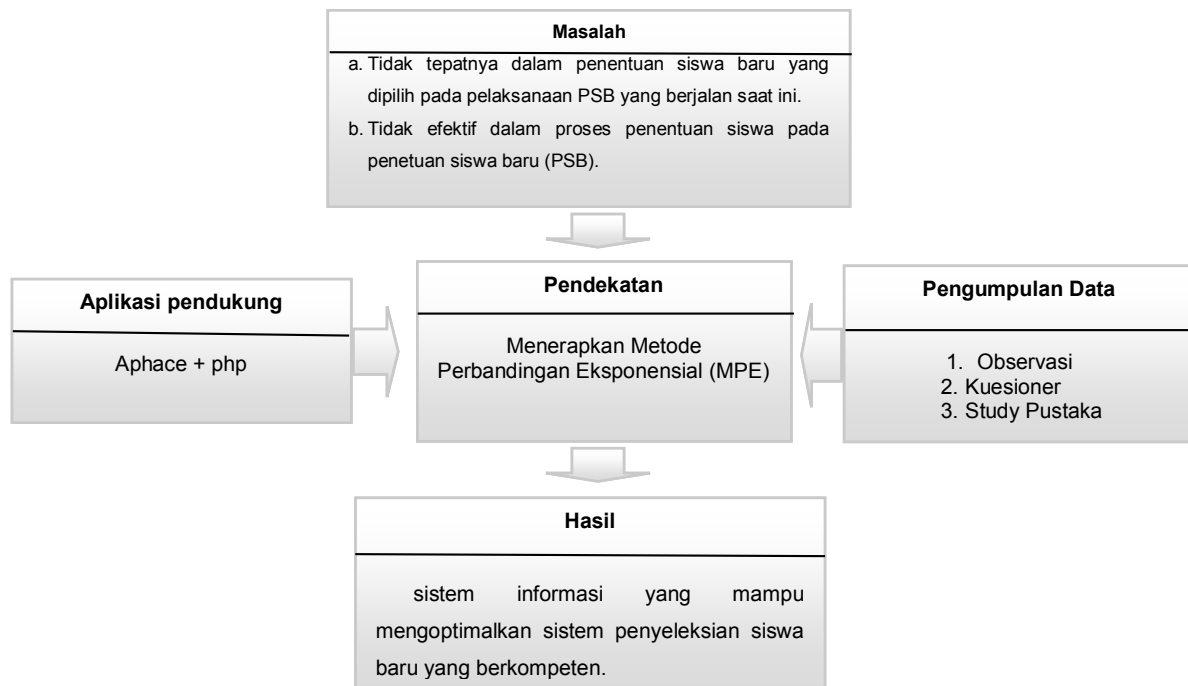 Masalah
a. Tidak tepatnya dalam penentuan siswa baru yang
dipilih pada pelaksanaan PSB yang berjalan saat ini.
b. Tidak efektif dalam proses penentuan siswa pada
penetuan siswa baru (PSB).
Aplikasi pendukung
Aphace + php
Pendekatan
Menerapkan Metode
Perbandingan Eksponensial (MPE)
Pengumpulan Data
1. Observasi
2. Kuesioner
3. Study Pustaka
Hasil
sistem informasi yang mampu
mengoptimalkan sistem penyeleksian siswa
baru yang berkompeten.